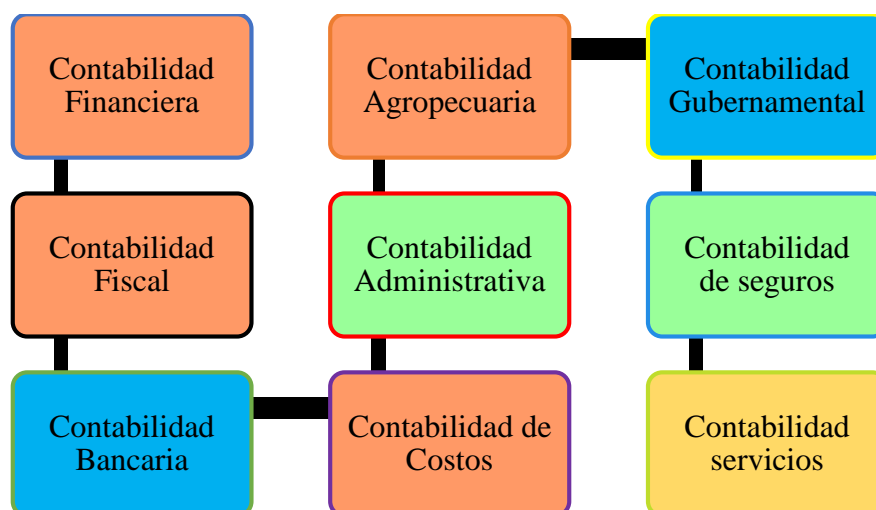 Contabilidad
Financiera
Contabilidad
Fiscal
Contabilidad
Bancaria
Contabilidad de
Costos
Contabilidad
Administrativa
Contabilidad
Agropecuaria
Contabilidad
Gubernamental
Contabilidad
de seguros
Contabilidad
servicios